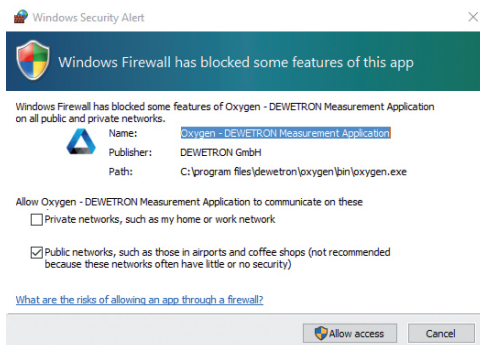 Windows Security Alert
Windows Firewall has blocked some features of this app
Windows Firewall has blocked some features of Oxygen - DEWETRON Measurement Application
on all public and private networks.
Name: Oxygen - DEWETRON Measurement Application
Publisher: DEWETRON GmbH
Path: C:\program files\dewetron\oxygen\bin\oxygen.exe
Allow Oxygen - DEWETRON Measurement Application to communicate on these
Private networks, such as my home or work network
Public networks, such as those in airports and coffee shops (not recommended
because these networks often have little or no security)
What are the risks of allowing an app through a firewall?
Allow access Cancel